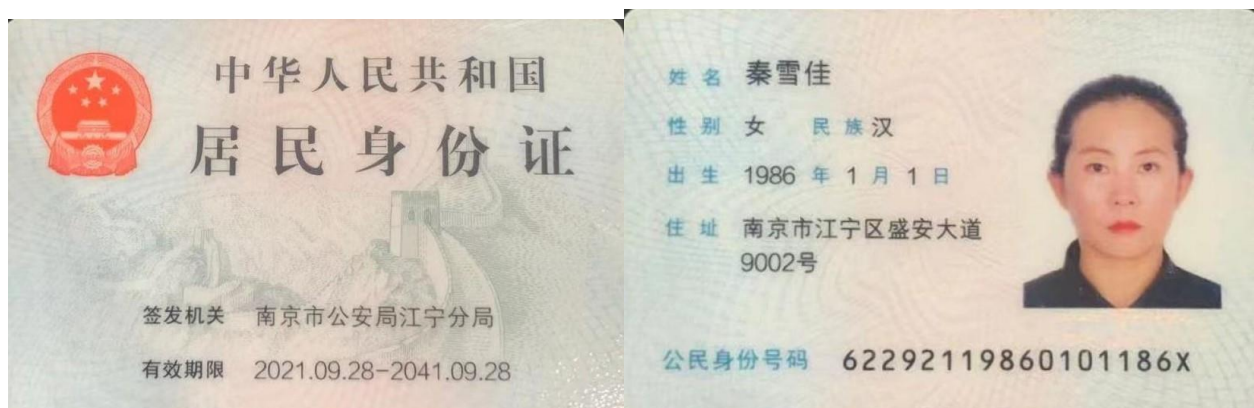 中华人民共和国
居民身份证
签发机关 南京市公安局江宁分局
有效期限 2021.09.28-2041.09.28
姓名 秦雪佳
性别 女 民族 汉
出生 1986 年 1 月 1 日
住址 南京市江宁区盛安大道
9002号
公民身份号码 62292119860101186X